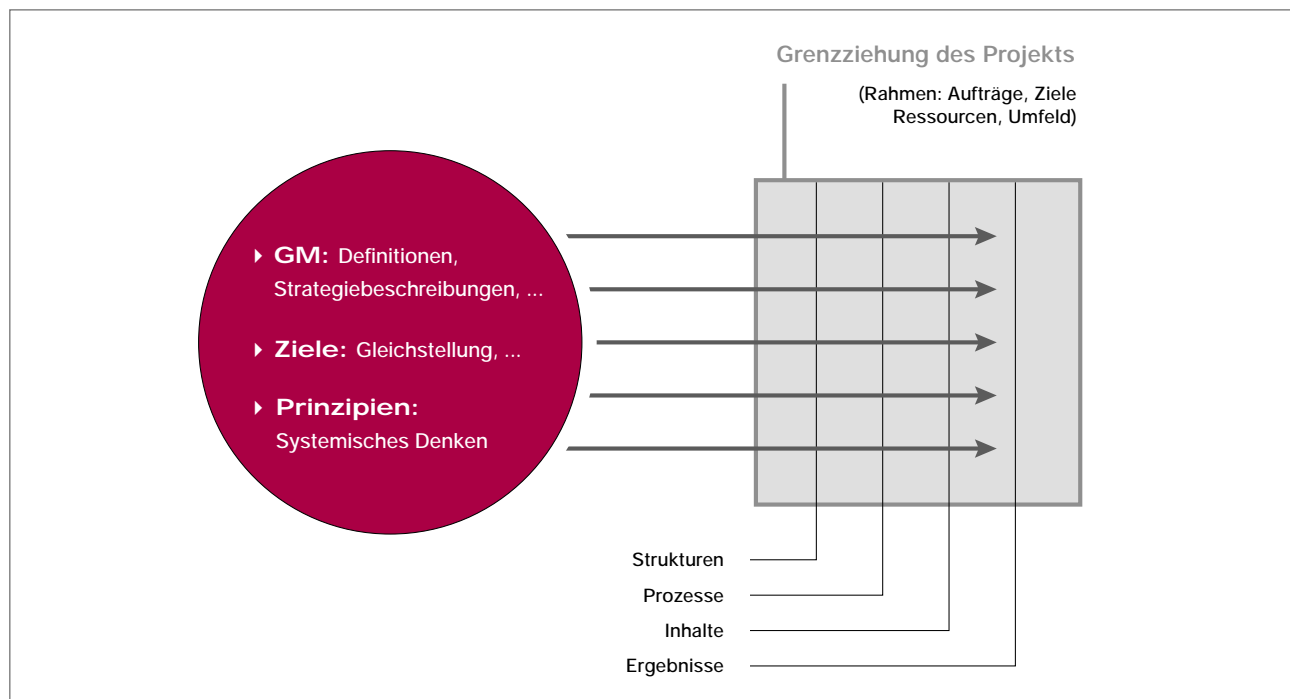 Grenzziehung des Projekts
(Rahmen: Aufträge, Ziele
Ressourcen, Umfeld)
GM: Definitionen,
Strategiebeschreibungen, ...
Ziele: Gleichstellung, ...
Prinzipien:
Systemisches Denken
Strukturen
Prozesse
Inhalte
Ergebnisse